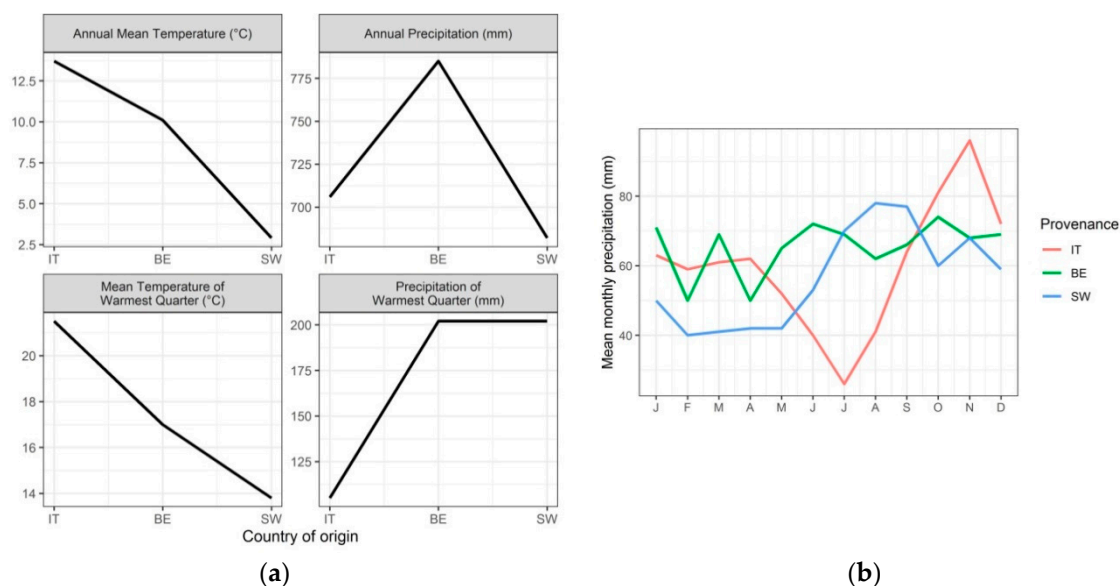 Annual Mean Temperature (°C)
Annual Precipitation (mm)
12.5
10.0
7.5
5.0
2.5
775
750
725
700
IT
BE
SW
IT
BE
SW
Mean Temperature of
Warmest Quarter (°C)
Precipitation of
Warmest Quarter (mm)
20
18
16
14
200
175
150
125
IT
BE
SW
IT
BE
SW
Country of origin
(a)
Mean monthly precipitation (mm)
80
60
40
J F M A M J J A S O N D
Provenance
IT
BE
SW
(b)